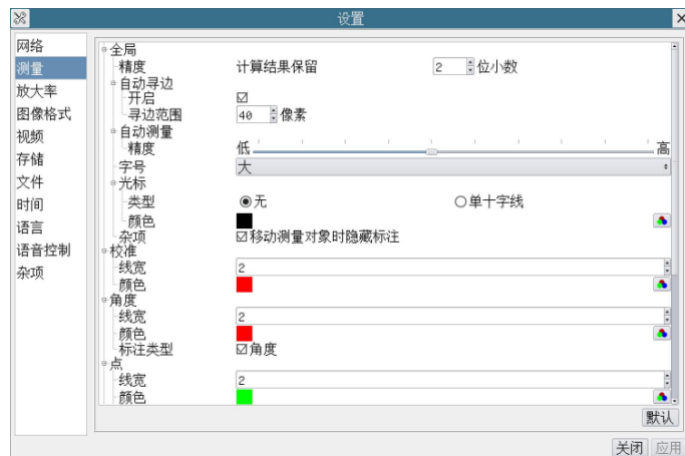 设置
网络
测量
放大率
图像格式
视频
存储
文件
时间
语言
语音控制
杂项
全局
精度 计算结果保留 2 位小数
自动寻边
开启
寻边范围 40 像素
自动测量
精度 低 高
字号 大
光标
类型 无 单十字线
颜色
杂项 移动测量对象时隐藏标注
校准
线宽 2
颜色
角度
线宽 2
颜色
标注类型 角度
点
线宽 2
颜色
默认
关闭 应用